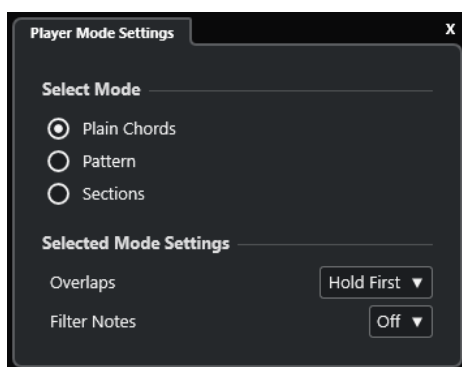 Player Mode Settings X
Select Mode
Plain Chords
Pattern
Sections
Selected Mode Settings
Overlaps Hold First
Filter Notes Off